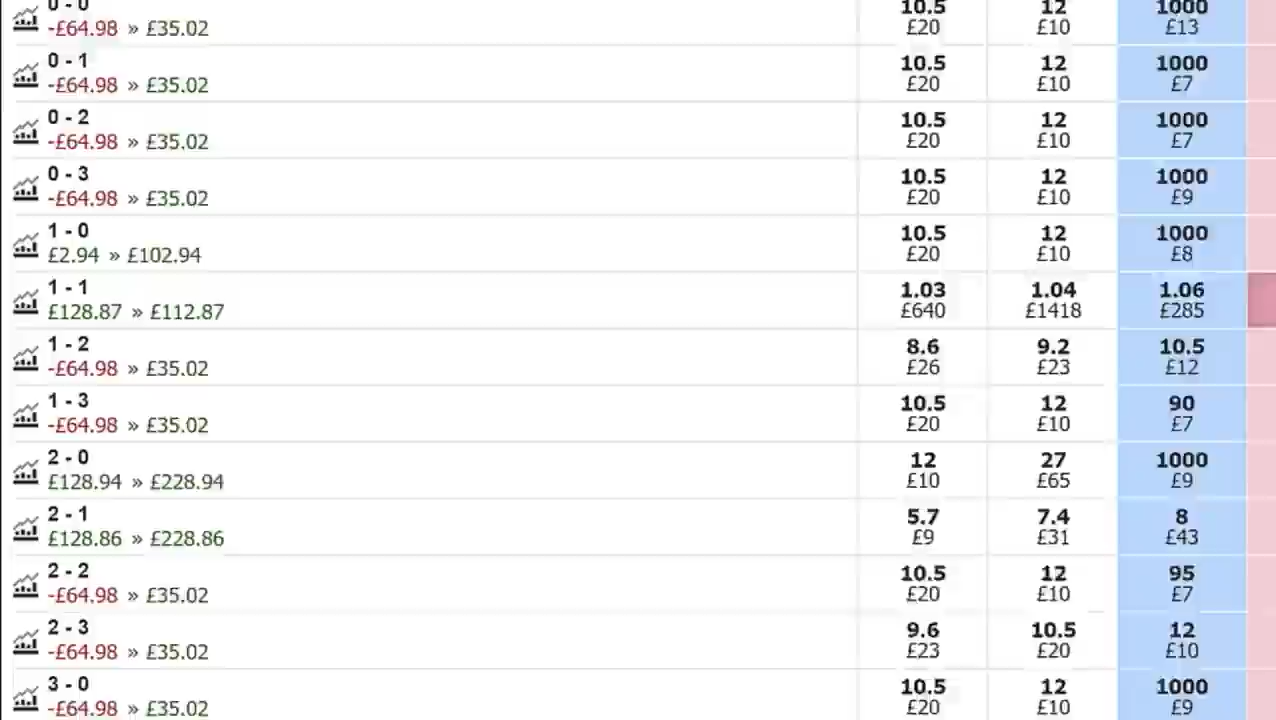 0 - 0 10.5 12 1000
-£64.98 » £35.02 £20 £10 £13
0 - 1 10.5 12 1000
-£64.98 » £35.02 £20 £10 £7
0 - 2 10.5 12 1000
-£64.98 » £35.02 £20 £10 £7
0 - 3 10.5 12 1000
-£64.98 » £35.02 £20 £10 £9
1 - 0 10.5 12 1000
£2.94 » £102.94 £20 £10 £8
1 - 1 1.03 1.04 1.06
£128.87 » £112.87 £640 £1418 £285
1 - 2 8.6 9.2 10.5
-£64.98 » £35.02 £26 £23 £12
1 - 3 10.5 12 90
-£64.98 » £35.02 £20 £10 £7
2 - 0 12 27 1000
£128.94 » £228.94 £10 £65 £9
2 - 1 5.7 7.4 8
£128.86 » £228.86 £9 £31 £43
2 - 2 10.5 12 95
-£64.98 » £35.02 £20 £10 £7
2 - 3 9.6 10.5 12
-£64.98 » £35.02 £23 £20 £10
3 - 0 10.5 12 1000
-£64.98 » £35.02 £20 £10 £9